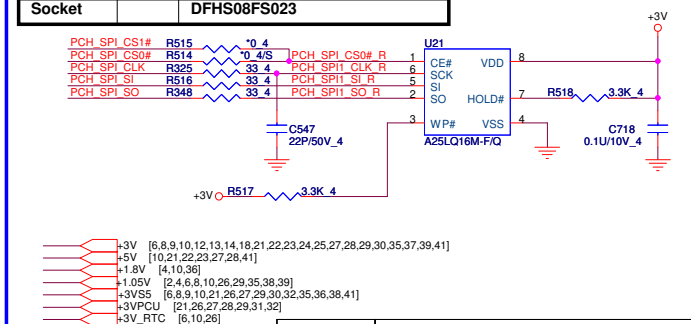 Socket DFHS08FS023
+3V
PCH_SPI_CS1# R515 *0_4
PCH_SPI_CS0# R514 *0_4/S PCH_SPI_CS0#_R
PCH_SPI_CLK R325 33_4 PCH_SPI1_CLK_R
PCH_SPI_SI R516 33_4 PCH_SPI1_SI_R
PCH_SPI_SO R348 33_4 PCH_SPI1_SO_R
U21
1 CE# VDD 8
6 SCK
5 SI
2 SO HOLD# 7 R518 3.3K_4
3 WP# VSS 4
A25LQ16M-F/Q
C547
22P/50V_4
C718
0.1U/10V_4
+3V R517 3.3K_4
+3V [6,8,9,10,12,13,14,18,21,22,23,24,25,27,28,29,30,35,37,39,41]
+5V [10,21,22,23,27,28,41]
+1.8V [4,10,36]
+1.05V [2,4,6,8,10,26,29,35,38,39]
+3VS5 [6,8,9,10,21,26,27,29,30,32,35,36,38,41]
+3VPCU [21,26,27,28,29,31,32]
+3V_RTC [6,10,26]